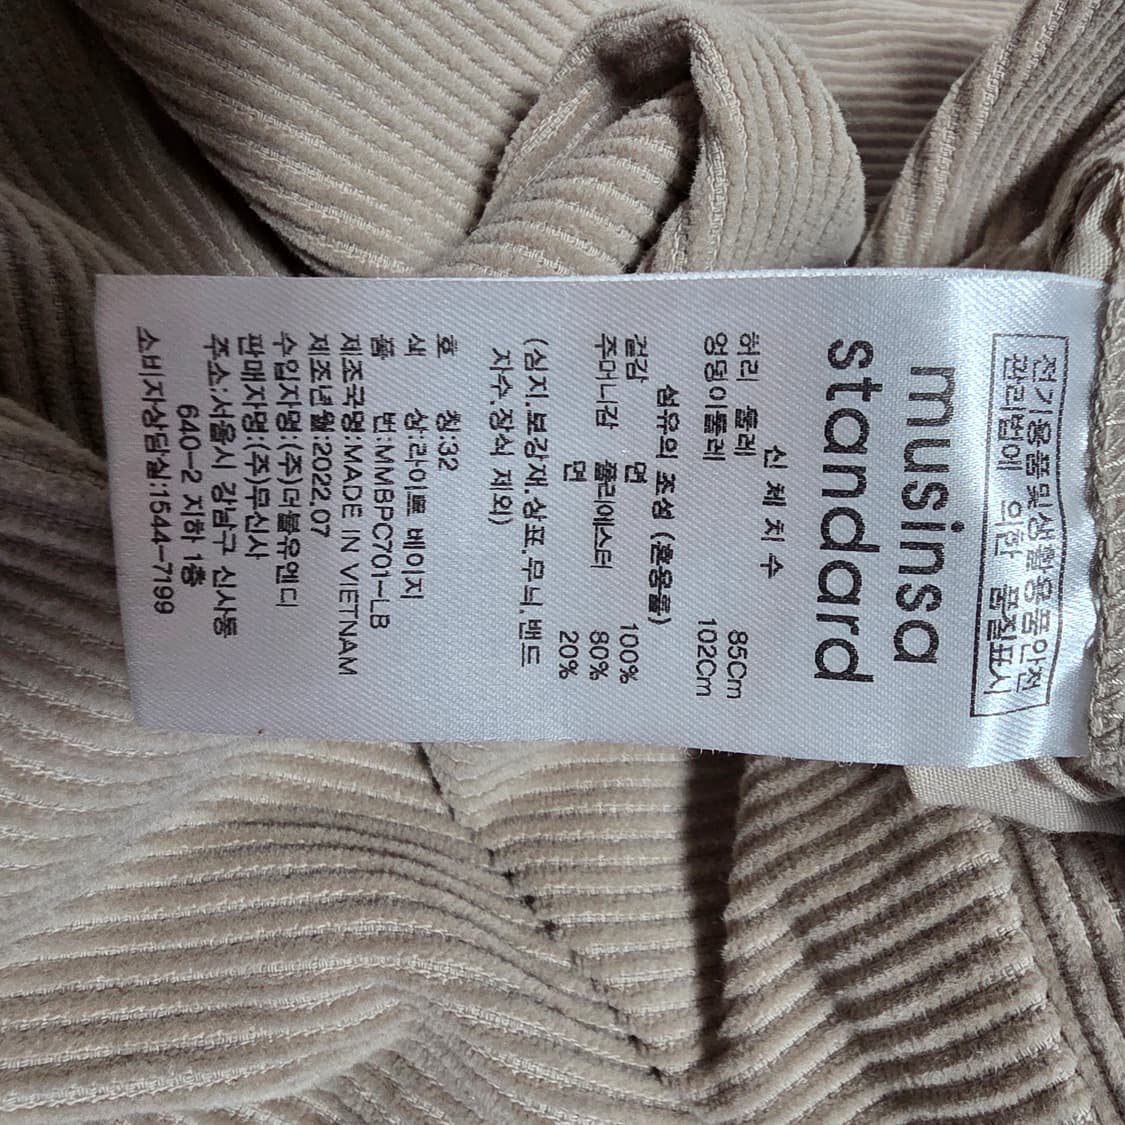 전기용품및생활용품안전
관리법에 의한 품질표시
musinsa
standard
신 체 치 수
허리 둘레 85Cm
엉덩이둘레 102Cm
섬유의 조성 (혼용율)
겉감 면 100%
주머니감 폴리에스터 80%
면 20%
(심지.보강재.상표.무늬.밴드
자수.장식 제외)
호 칭:32
색 상:라이트 베이지
품 번:MMBPC701-LB
제조국명:MADE IN VIETNAM
제조년월:2022.07
수입자명:(주)더블유엔디
판매자명:(주)무신사
주소:서울시 강남구 신사동
640-2 지하 1층
소비자상담실1544-7199